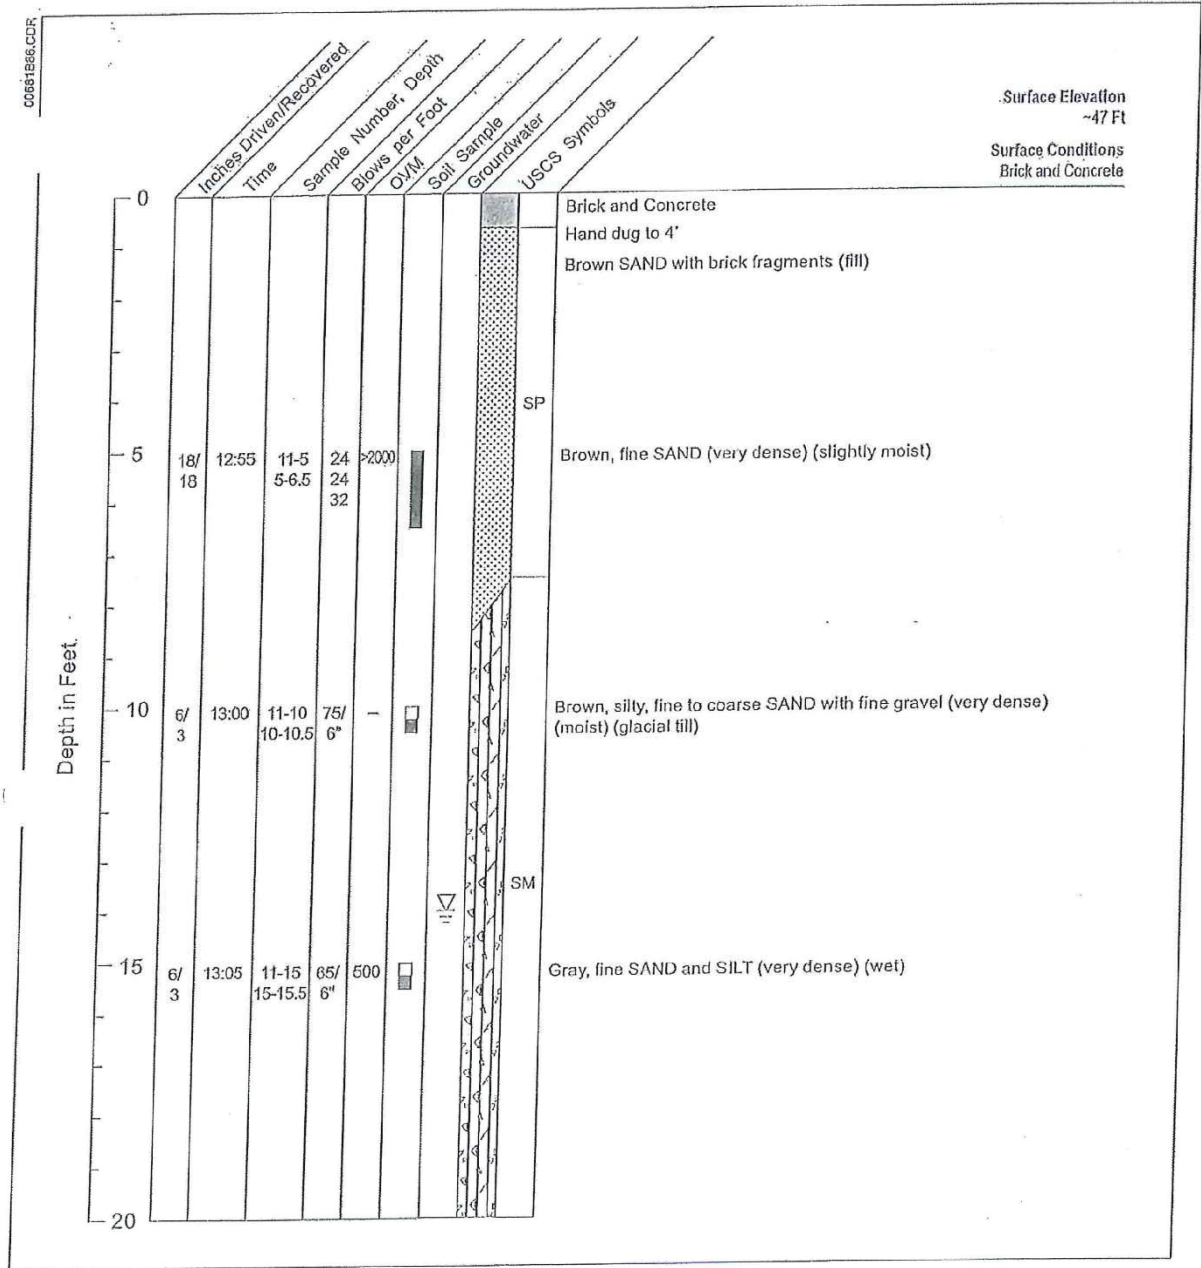 00681B86.CDR
Inches Driven/Recovered
Time
Sample Number, Depth
Blows per Foot
OVM
Soil Sample
Groundwater
USCS Symbols
Surface Elevation
~47 Ft
Surface Conditions
Brick and Concrete
Depth in Feet
0
Brick and Concrete
Hand dug to 4'
Brown SAND with brick fragments (fill)
SP
5
18/ 12:55 11-5 24 >2000 Brown, fine SAND (very dense) (slightly moist)
18 5-6.5 24
32
10
6/ 13:00 11-10 75/ – Brown, silty, fine to coarse SAND with fine gravel (very dense)
3 10-10.5 6" (moist) (glacial till)
SM
15
6/ 13:05 11-15 65/ 500 Gray, fine SAND and SILT (very dense) (wet)
3 15-15.5 6"
20